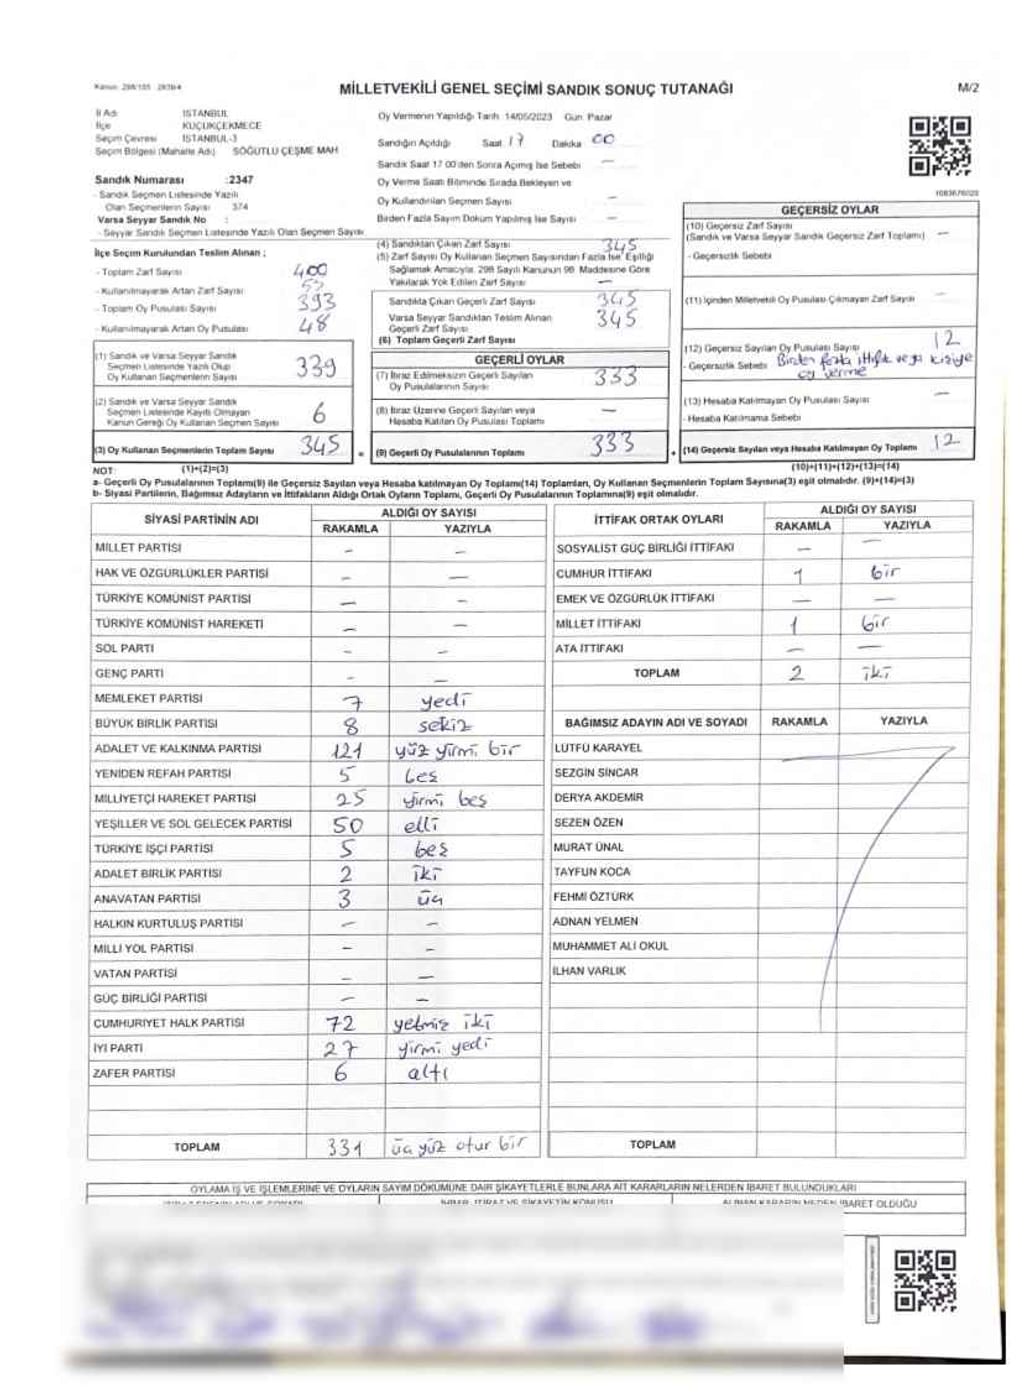 Kanun: 298/105
MİLLETVEKİLİ GENEL SEÇİMİ SANDIK SONUÇ TUTANAĞI
M/2
İl Adı İSTANBUL
İlçe KÜÇÜKÇEKMECE
Seçim Çevresi İSTANBUL-3
Seçim Bölgesi (Mahalle Adı) SÖĞÜTLÜ ÇEŞME MAH
Sandık Numarası :2347
- Sandık Seçmen Listesinde Yazılı
Olan Seçmenlerin Sayısı 374
Varsa Seyyar Sandık No :
- Seyyar Sandık Seçmen Listesinde Yazılı Olan Seçmen Sayısı
Oy Vermenin Yapıldığı Tarih 14/05/2023 Gün Pazar
Sandığın Açıldığı Saat 17 Dakika 00
Sandık Saat 17 00'den Sonra Açımış İse Sebebi —
Oy Verme Saati Bitiminde Sırada Bekleyen ve
Oy Kullandırılan Seçmen Sayısı —
Birden Fazla Sayım Döküm Yapılmış İse Sayısı —
1083676028
İlçe Seçim Kurulundan Teslim Alınan ;
- Toplam Zarf Sayısı 400
- Kullanılmayarak Artan Zarf Sayısı 55
- Toplam Oy Pusulası Sayısı 393
- Kullanılmayarak Artan Oy Pusulası 48
(1) Sandık ve Varsa Seyyar Sandık
Seçmen Listesinde Yazılı Olup
Oy Kullanan Seçmenlerin Sayısı 339
(2) Sandık ve Varsa Seyyar Sandık
Seçmen Listesinde Kayıtlı Olmayan
Kanun Gereği Oy Kullanan Seçmen Sayısı 6
(3) Oy Kullanan Seçmenlerin Toplam Sayısı 345 =
(4) Sandıktan Çıkan Zarf Sayısı 345
(5) Zarf Sayısı Oy Kullanan Seçmen Sayısından Fazla İse Eşitliği
Sağlamak Amacıyla, 298 Sayılı Kanunun 98. Maddesine Göre
Yakılarak Yok Edilen Zarf Sayısı —
Sandıkta Çıkan Geçerli Zarf Sayısı 345
Varsa Seyyar Sandıktan Teslim Alınan 345
Geçerli Zarf Sayısı
(6) Toplam Geçerli Zarf Sayısı
GEÇERLİ OYLAR
(7) İtiraz Edilmeksizin Geçerli Sayılan
Oy Pusulalarının Sayısı 333
(8) İtiraz Üzerine Geçerli Sayılan veya
Hesaba Katılan Oy Pusulası Toplamı —
(9) Geçerli Oy Pusulalarının Toplamı 333 +
GEÇERSİZ OYLAR
(10) Geçersiz Zarf Sayısı
(Sandık ve Varsa Seyyar Sandık Geçersiz Zarf Toplamı) —
- Geçersizlik Sebebi
(11) İçinden Milletvekili Oy Pusulası Çıkmayan Zarf Sayısı —
(12) Geçersiz Sayılan Oy Pusulası Sayısı 12
- Geçersizlik Sebebi Birden fazla ittifak veya kişiye
oy verme
(13) Hesaba Katılmayan Oy Pusulası Sayısı —
- Hesaba Katılmama Sebebi
(14) Geçersiz Sayılan veya Hesaba Katılmayan Oy Toplamı 12
NOT: (1)+(2)=(3)
(10)+(11)+(12)+(13)=(14)
a- Geçerli Oy Pusulalarının Toplamı(9) ile Geçersiz Sayılan veya Hesaba katılmayan Oy Toplamı(14) Toplamları, Oy Kullanan Seçmenlerin Toplam Sayısına(3) eşit olmalıdır. (9)+(14)=(3)
b- Siyasi Partilerin, Bağımsız Adayların ve İttifakların Aldığı Ortak Oyların Toplamı, Geçerli Oy Pusulalarının Toplamına(9) eşit olmalıdır.
SİYASİ PARTİNİN ADI ALDIĞI OY SAYISI
RAKAMLA YAZIYLA
MİLLET PARTİSİ — —
HAK VE ÖZGÜRLÜKLER PARTİSİ — —
TÜRKİYE KOMÜNİST PARTİSİ — —
TÜRKİYE KOMÜNİST HAREKETİ — —
SOL PARTİ — —
GENÇ PARTİ — —
MEMLEKET PARTİSİ 7 yedi
BÜYÜK BİRLİK PARTİSİ 8 sekiz
ADALET VE KALKINMA PARTİSİ 121 yüz yirmi bir
YENİDEN REFAH PARTİSİ 5 beş
MİLLİYETÇİ HAREKET PARTİSİ 25 yirmi beş
YEŞİLLER VE SOL GELECEK PARTİSİ 50 elli
TÜRKİYE İŞÇİ PARTİSİ 5 beş
ADALET BİRLİK PARTİSİ 2 iki
ANAVATAN PARTİSİ 3 üç
HALKIN KURTULUŞ PARTİSİ — —
MİLLİ YOL PARTİSİ — —
VATAN PARTİSİ — —
GÜÇ BİRLİĞİ PARTİSİ — —
CUMHURİYET HALK PARTİSİ 72 yetmiş iki
İYİ PARTİ 27 yirmi yedi
ZAFER PARTİSİ 6 altı
TOPLAM 331 üç yüz otuz bir
İTTİFAK ORTAK OYLARI ALDIĞI OY SAYISI
RAKAMLA YAZIYLA
SOSYALİST GÜÇ BİRLİĞİ İTTİFAKI — —
CUMHUR İTTİFAKI 1 bir
EMEK VE ÖZGÜRLÜK İTTİFAKI — —
MİLLET İTTİFAKI 1 bir
ATA İTTİFAKI — —
TOPLAM 2 iki
BAĞIMSIZ ADAYIN ADI VE SOYADI RAKAMLA YAZIYLA
LÜTFÜ KARAYEL
SEZGİN SİNCAR
DERYA AKDEMİR
SEZEN ÖZEN
MURAT ÜNAL
TAYFUN KOCA
FEHMİ ÖZTÜRK
ADNAN YELMEN
MUHAMMET ALİ OKUL
İLHAN VARLIK
TOPLAM
OYLAMA İŞ VE İŞLEMLERİNE VE OYLARIN SAYIM DÖKÜMÜNE DAİR ŞİKAYETLERLE BUNLARA AİT KARARLARIN NELERDEN İBARET BULUNDUKLARI
İTİRAZ VE ŞİKAYETİN KONUSU
ALINAN KARARIN NEDEN İBARET OLDUĞU